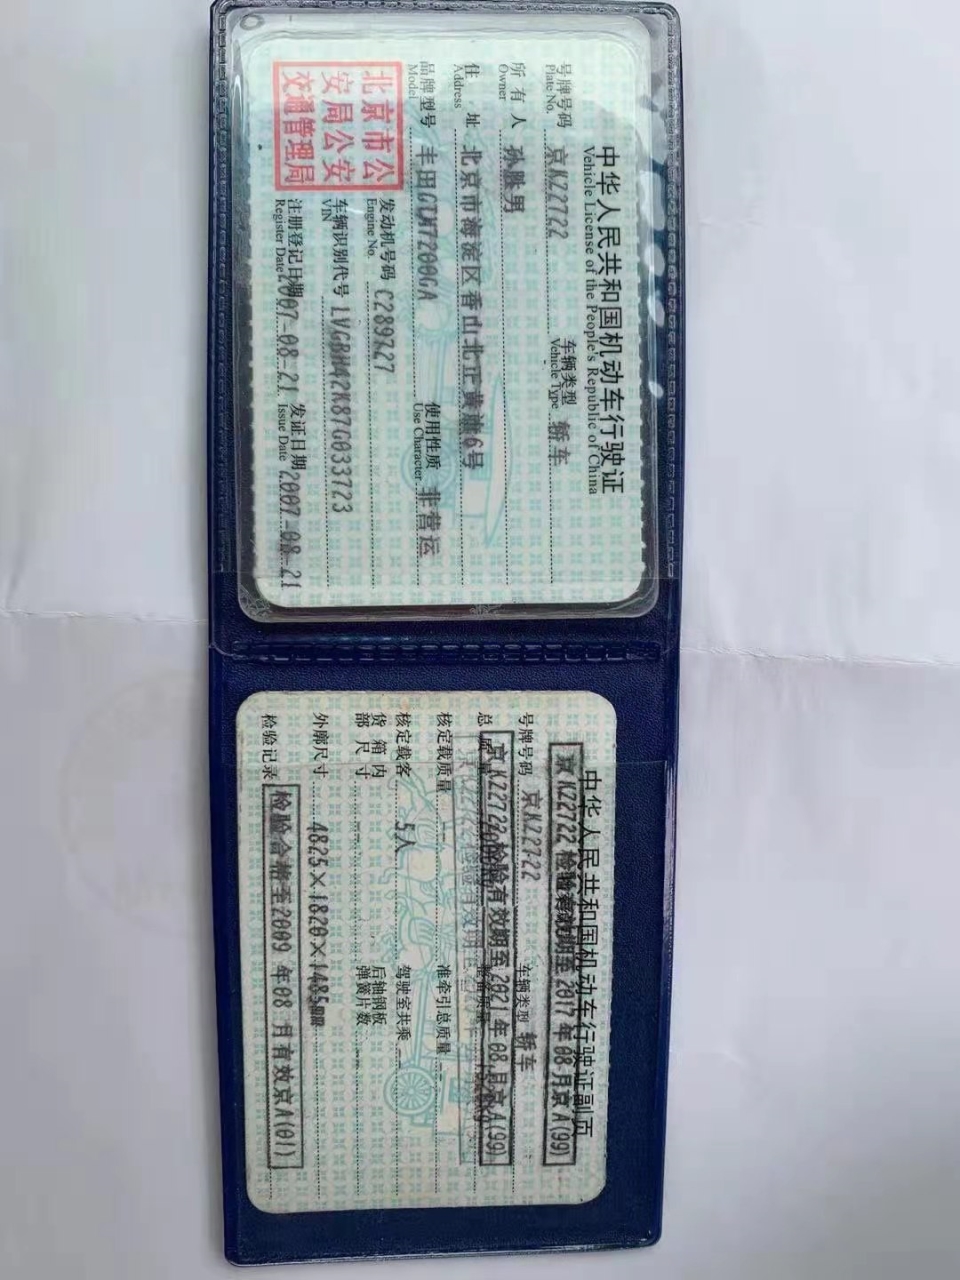 中华人民共和国机动车行驶证
Vehicle License of the People's Republic of China
号牌号码 京KZ2722 车辆类型 轿车
Plate No. Vehicle Type
所有人 孙胜男
Owner
住址 北京市海淀区香山北正黄旗6号
Address
品牌型号 丰田GTM7200GA 使用性质 非营运
Model Use Character
北京市公安局公安交通管理局
发动机号码 C289727
Engine No.
车辆识别代号 LVGBH42K87G033723
VIN
注册登记日期 2007-08-21 发证日期 2007-08-21
Register Date Issue Date
中华人民共和国机动车行驶证副页
京KZ2722 检验有效期至2017年08月京A(99)
号牌号码 京KZ2722 车辆类型 轿车
京KZ2722检验有效期至2021年08月京A(99)
总质量
核定载质量 准牵引总质量
核定载客 5人 驾驶室共乘
货箱内部尺寸 后轴钢板弹簧片数
外廓尺寸 4825×1820×1485mm
检验记录 检验合格至2009年08月有效京A(01)